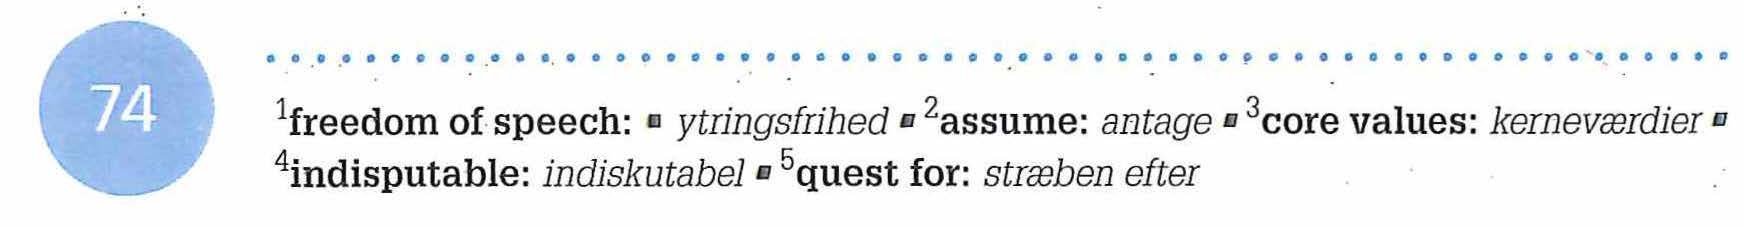 74
¹freedom of speech: ▪ ytringsfrihed ▪ ²assume: antage ▪ ³core values: kerneværdier ▪
⁴indisputable: indiskutabel ▪ ⁵quest for: stræben efter